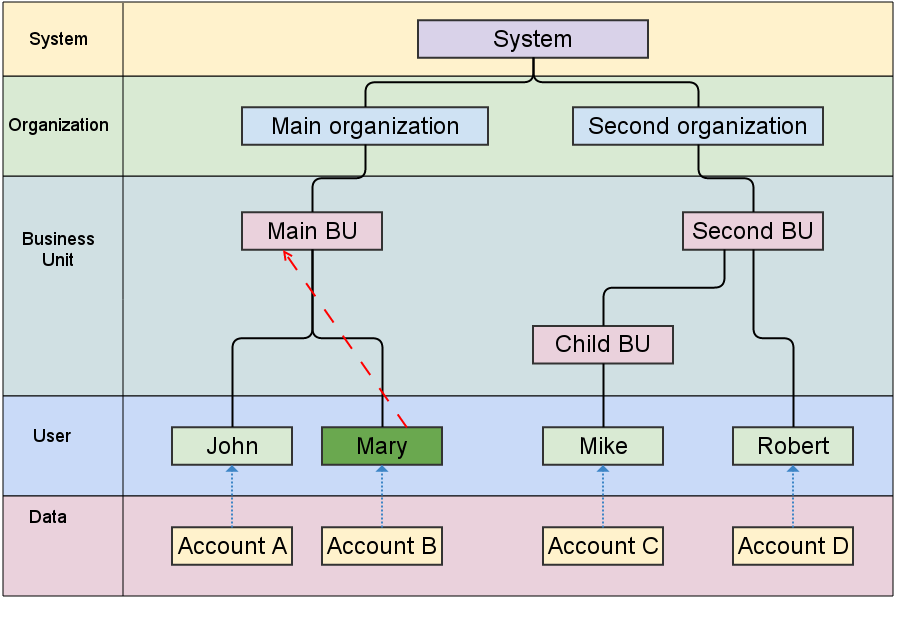 System
System
Organization
Main organization
Second organization
Business
Unit
Main BU
Second BU
Child BU
User
John
Mary
Mike
Robert
Data
Account A
Account B
Account C
Account D